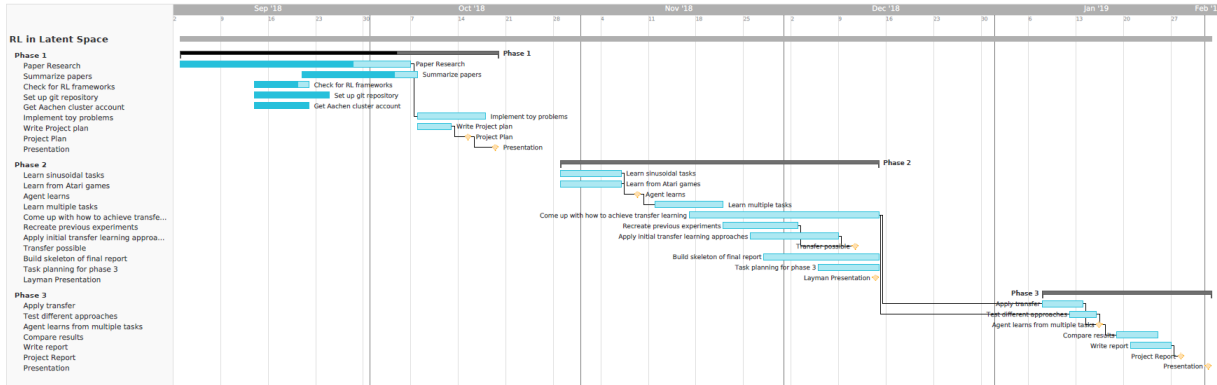 Sep '18 Oct '18 Nov '18 Dec '18 Jan '19 Feb '1
2 9 16 23 30 7 14 21 28 4 11 18 25 2 9 16 23 30 6 13 20 27 3
RL in Latent Space
Phase 1 Phase 1
Paper Research Paper Research
Summarize papers Summarize papers
Check for RL frameworks Check for RL frameworks
Set up git repository Set up git repository
Get Aachen cluster account Get Aachen cluster account
Implement toy problems Implement toy problems
Write Project plan Write Project plan
Project Plan Project Plan
Presentation Presentation
Phase 2 Phase 2
Learn sinusoidal tasks Learn sinusoidal tasks
Learn from Atari games Learn from Atari games
Agent learns Agent learns
Learn multiple tasks Learn multiple tasks
Come up with how to achieve transfe... Come up with how to achieve transfer learning
Recreate previous experiments Recreate previous experiments
Apply initial transfer learning approa... Apply initial transfer learning approaches
Transfer possible Transfer possible
Build skeleton of final report Build skeleton of final report
Task planning for phase 3 Task planning for phase 3
Layman Presentation Layman Presentation
Phase 3 Phase 3
Apply transfer Apply transfer
Test different approaches Test different approaches
Agent learns from multiple tasks Agent learns from multiple tasks
Compare results Compare results
Write report Write report
Project Report Project Report
Presentation Presentation